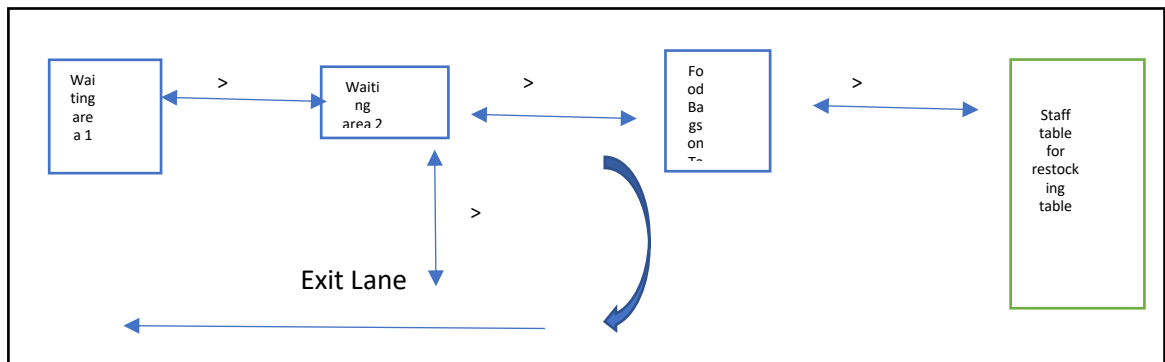 Wai
ting
are
a 1
>
Waiti
ng
area 2
>
Fo
od
Ba
gs
on
>
Staff
table
for
restock
ing
table
>
Exit Lane